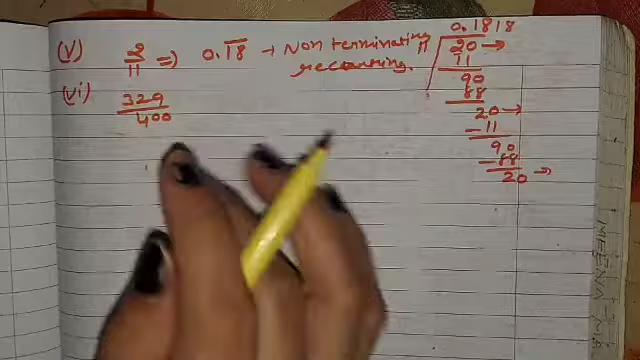 0.1818
(v) 2/11 => 0.18̅ → Non terminating 11 20 →
recurring. 11
90
(vi) 329/400 88
20 →
-11
90
-88
20 →
MEENA